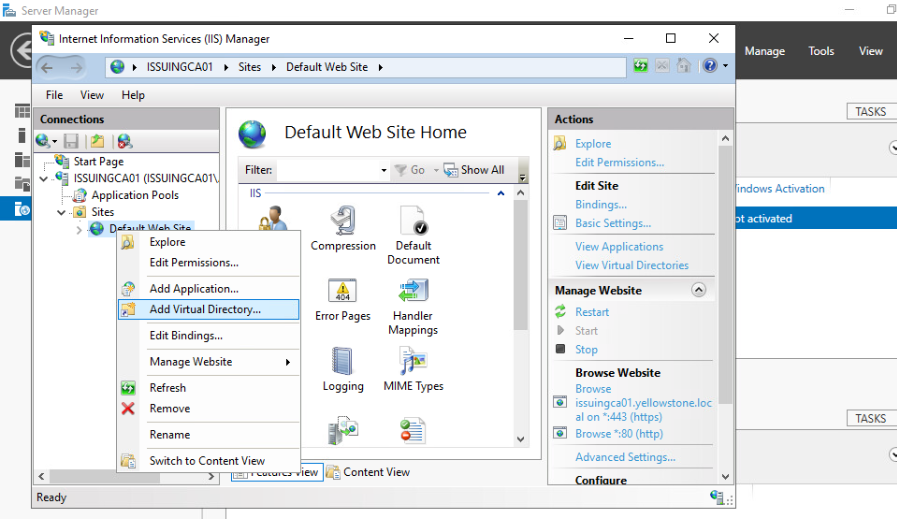 Server Manager
Internet Information Services (IIS) Manager
Manage Tools View
ISSUINGCA01 Sites Default Web Site
File View Help
TASKS
Connections
Start Page
ISSUINGCA01 (ISSUINGCA01\
Application Pools
Sites
Default Web Site
Explore
Edit Permissions...
Add Application...
Add Virtual Directory...
Edit Bindings...
Manage Website
Refresh
Remove
Rename
Switch to Content View
Default Web Site Home
Filter: Go Show All
IIS
Compression
Default
Document
404
Error Pages
Handler
Mappings
Logging
MIME Types
Features View
Content View
Actions
Explore
Edit Permissions...
Edit Site
Bindings...
Basic Settings...
View Applications
View Virtual Directories
Manage Website
Restart
Start
Stop
Browse Website
Browse
issuingca01.yellowstone.loc
al on *:443 (https)
Browse *:80 (http)
Advanced Settings...
Configure
indows Activation
ot activated
TASKS
Ready